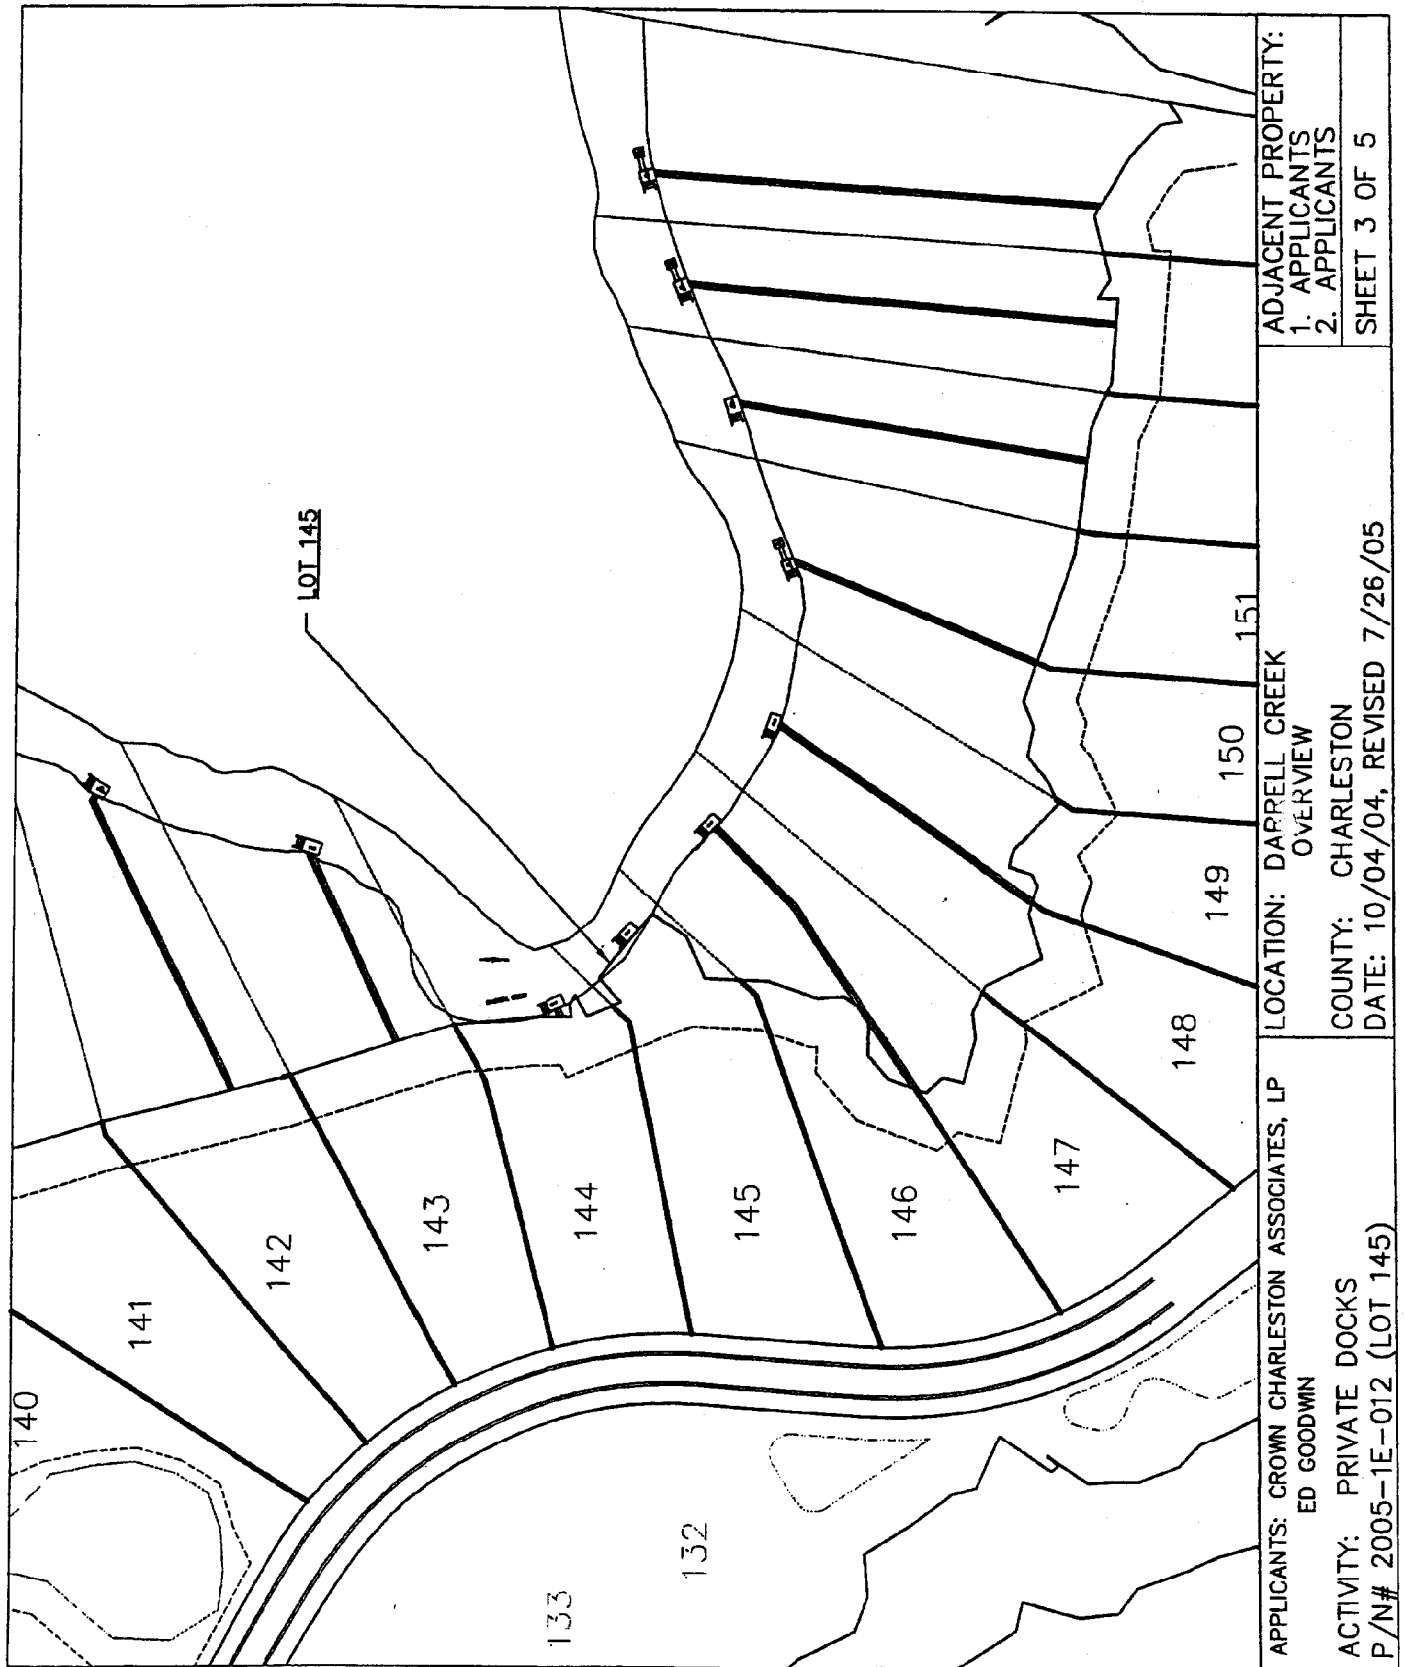 LOT 145
140
141
142
143
144
145
146
147
148
149
150
151
133
132
APPLICANTS: CROWN CHARLESTON ASSOCIATES, LP
ED GOODWIN
ACTIVITY: PRIVATE DOCKS
P/N# 2005-1E-012 (LOT 145)
LOCATION: DARRELL CREEK
OVERVIEW
COUNTY: CHARLESTON
DATE: 10/04/04, REVISED 7/26/05
ADJACENT PROPERTY:
1. APPLICANTS
2. APPLICANTS
SHEET 3 OF 5